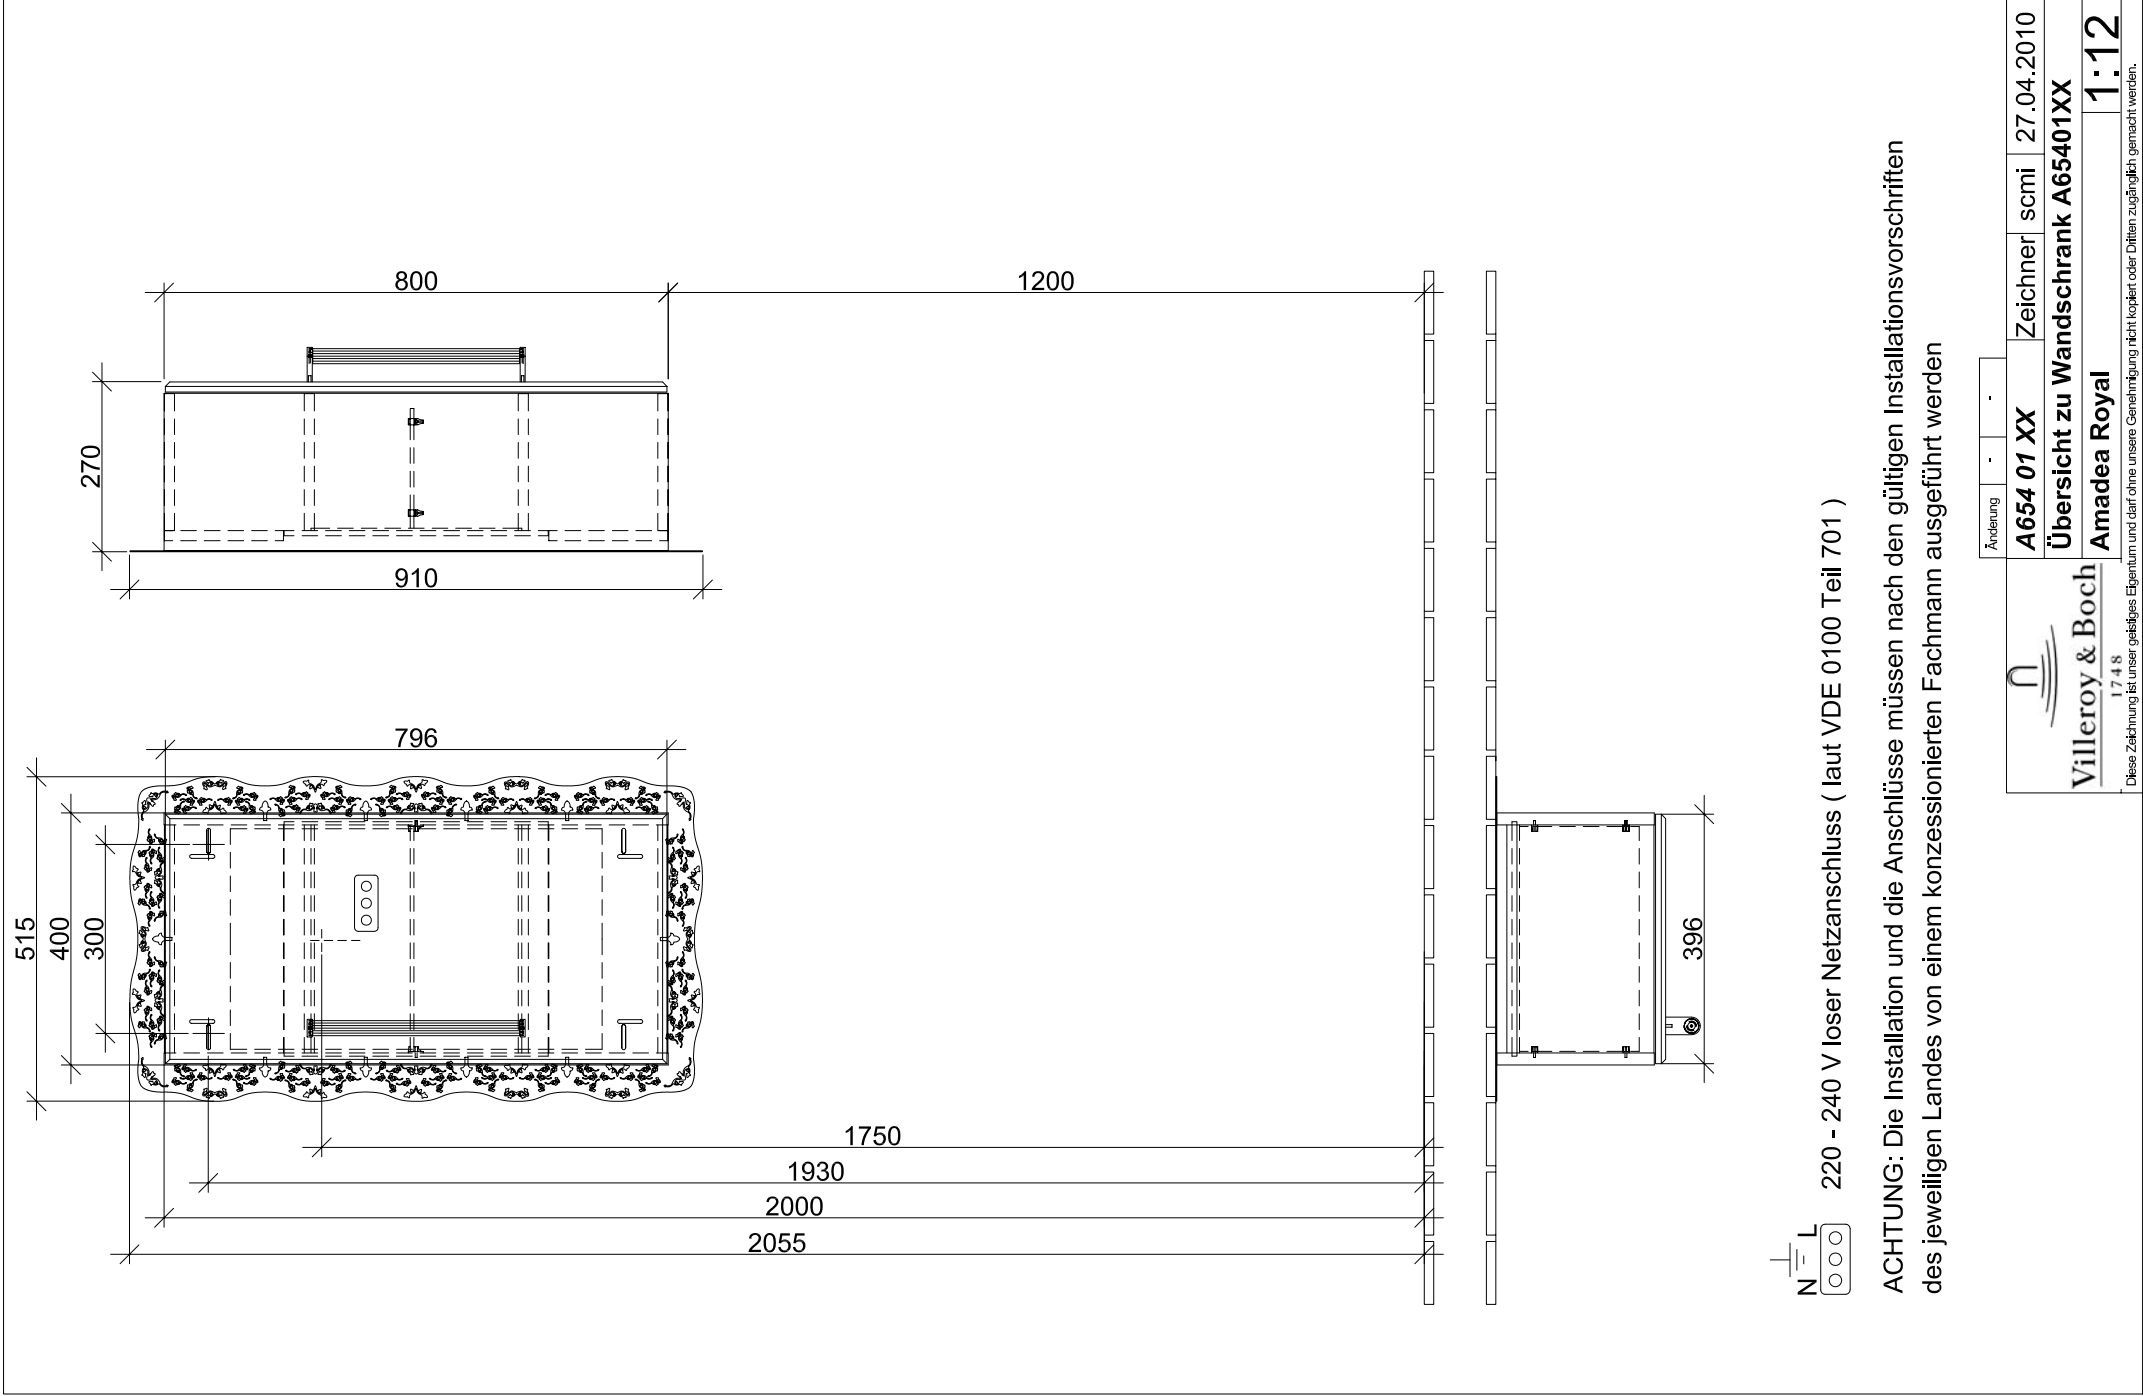 800
1200
270
910
796
515
400
300
1750
1930
2000
2055
396
N L
220 - 240 V loser Netzanschluss ( laut VDE 0100 Teil 701 )
ACHTUNG: Die Installation und die Anschlüsse müssen nach den gültigen Installationsvorschriften
des jeweiligen Landes von einem konzessionierten Fachmann ausgeführt werden
Änderung - -
A654 01 XX Zeichner scmi 27.04.2010
Übersicht zu Wandschrank A65401XX
Amadea Royal 1:12
Villeroy & Boch
1748
Diese Zeichnung ist unser geistiges Eigentum und darf ohne unsere Genehmigung nicht kopiert oder Dritten zugänglich gemacht werden.